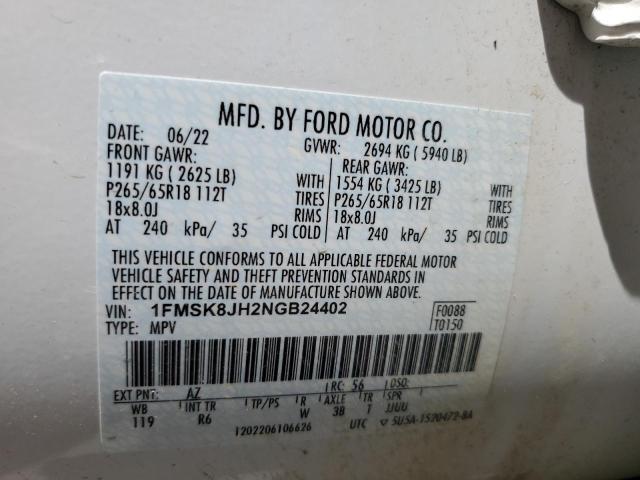 MFD. BY FORD MOTOR CO.
DATE: 06/22 GVWR: 2694 KG ( 5940 LB)
FRONT GAWR: REAR GAWR:
1191 KG ( 2625 LB) WITH 1554 KG ( 3425 LB) WITH
P265/65R18 112T TIRES P265/65R18 112T TIRES
18x8.0J RIMS 18x8.0J RIMS
AT 240 kPa/ 35 PSI COLD AT 240 kPa/ 35 PSI COLD
THIS VEHICLE CONFORMS TO ALL APPLICABLE FEDERAL MOTOR
VEHICLE SAFETY AND THEFT PREVENTION STANDARDS IN
EFFECT ON THE DATE OF MANUFACTURE SHOWN ABOVE.
VIN: 1FMSK8JH2NGB24402 F0088
TYPE: MPV T0150
EXT PNT: AZ RC: 56 DSO:
WB INT TR TP/PS R AXLE TR SPR
119 R6 W 3B T JJUU
1202206106626 UTC 5U5A-1520472-BA